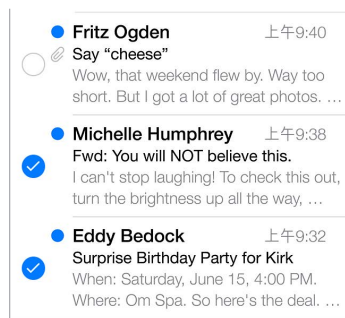 Fritz Ogden 上午9:40
Say “cheese”
Wow, that weekend flew by. Way too
short. But I got a lot of great photos. …
Michelle Humphrey 上午9:38
Fwd: You will NOT believe this.
I can't stop laughing! To check this out,
turn the brightness up all the way, …
Eddy Bedock 上午9:32
Surprise Birthday Party for Kirk
When: Saturday, June 15, 4:00 PM.
Where: Om Spa. So here's the deal. …